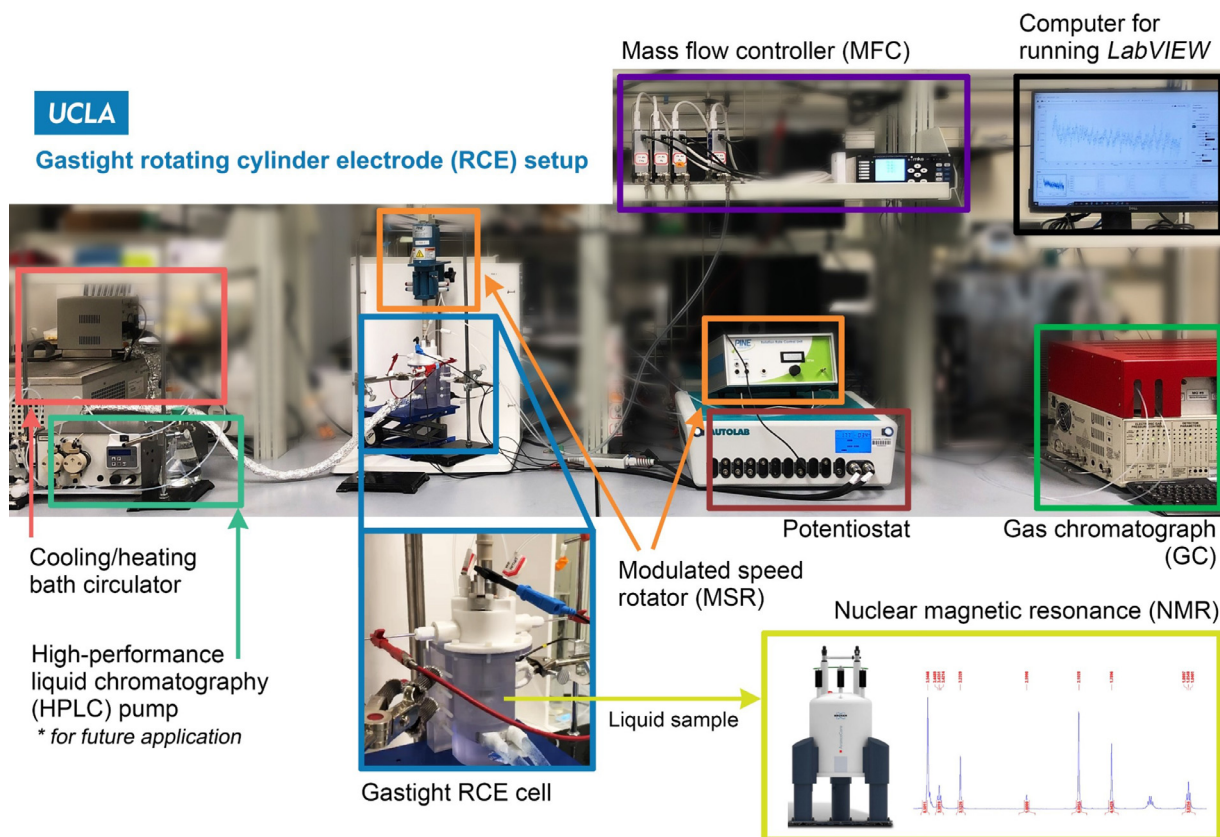 Mass flow controller (MFC)
Computer for
running LabVIEW
UCLA
Gastight rotating cylinder electrode (RCE) setup
PINE
AUTOLAB
Potentiostat
Gas chromatograph
(GC)
Cooling/heating
bath circulator
Modulated speed
rotator (MSR)
Nuclear magnetic resonance (NMR)
High-performance
liquid chromatography
(HPLC) pump
* for future application
Liquid sample
Gastight RCE cell